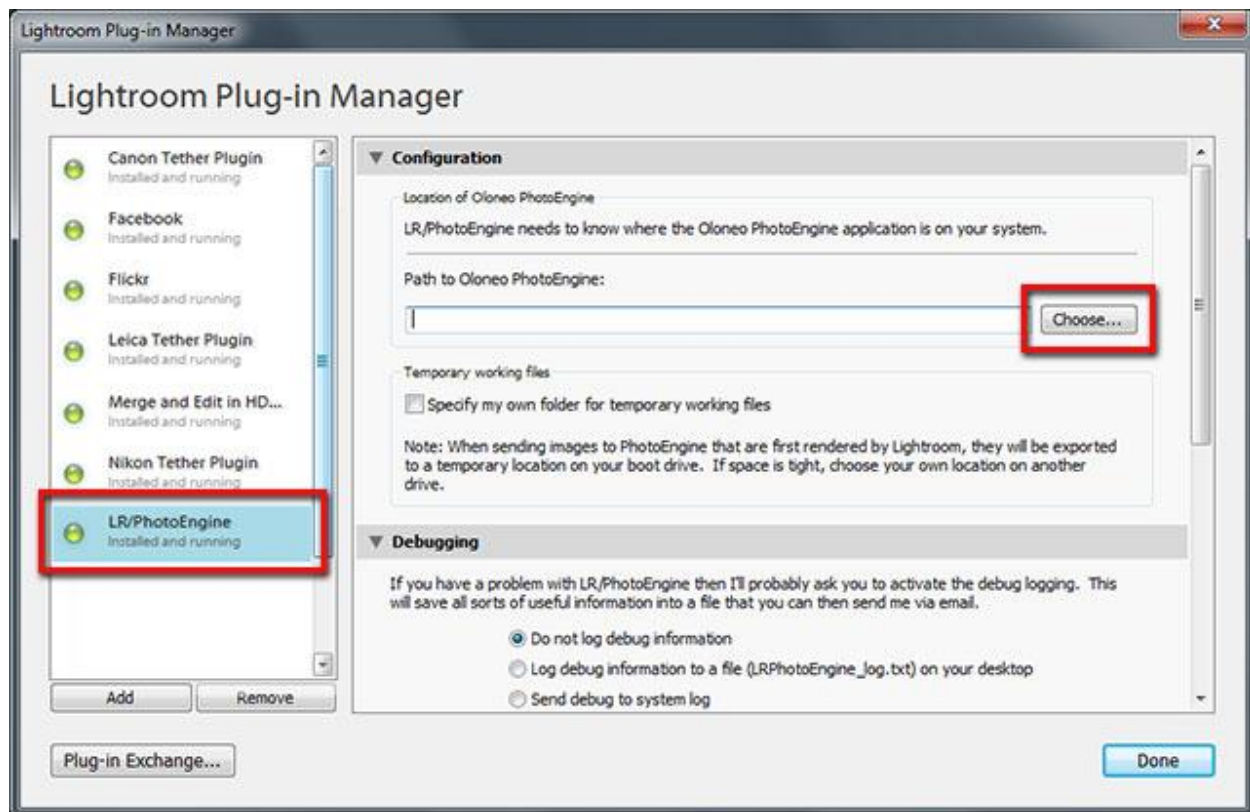 Lightroom Plug-in Manager
Lightroom Plug-in Manager
Canon Tether Plugin
Installed and running
Facebook
Installed and running
Flickr
Installed and running
Leica Tether Plugin
Installed and running
Merge and Edit in HD...
Installed and running
Nikon Tether Plugin
Installed and running
LR/PhotoEngine
Installed and running
Add
Remove
Configuration
Location of Oloneo PhotoEngine
LR/PhotoEngine needs to know where the Oloneo PhotoEngine application is on your system.
Path to Oloneo PhotoEngine:
Choose...
Temporary working files
Specify my own folder for temporary working files
Note: When sending images to PhotoEngine that are first rendered by Lightroom, they will be exported
to a temporary location on your boot drive. If space is tight, choose your own location on another
drive.
Debugging
If you have a problem with LR/PhotoEngine then I'll probably ask you to activate the debug logging. This
will save all sorts of useful information into a file that you can then send me via email.
Do not log debug information
Log debug information to a file (LRPhotoEngine_log.txt) on your desktop
Send debug to system log
Plug-in Exchange...
Done